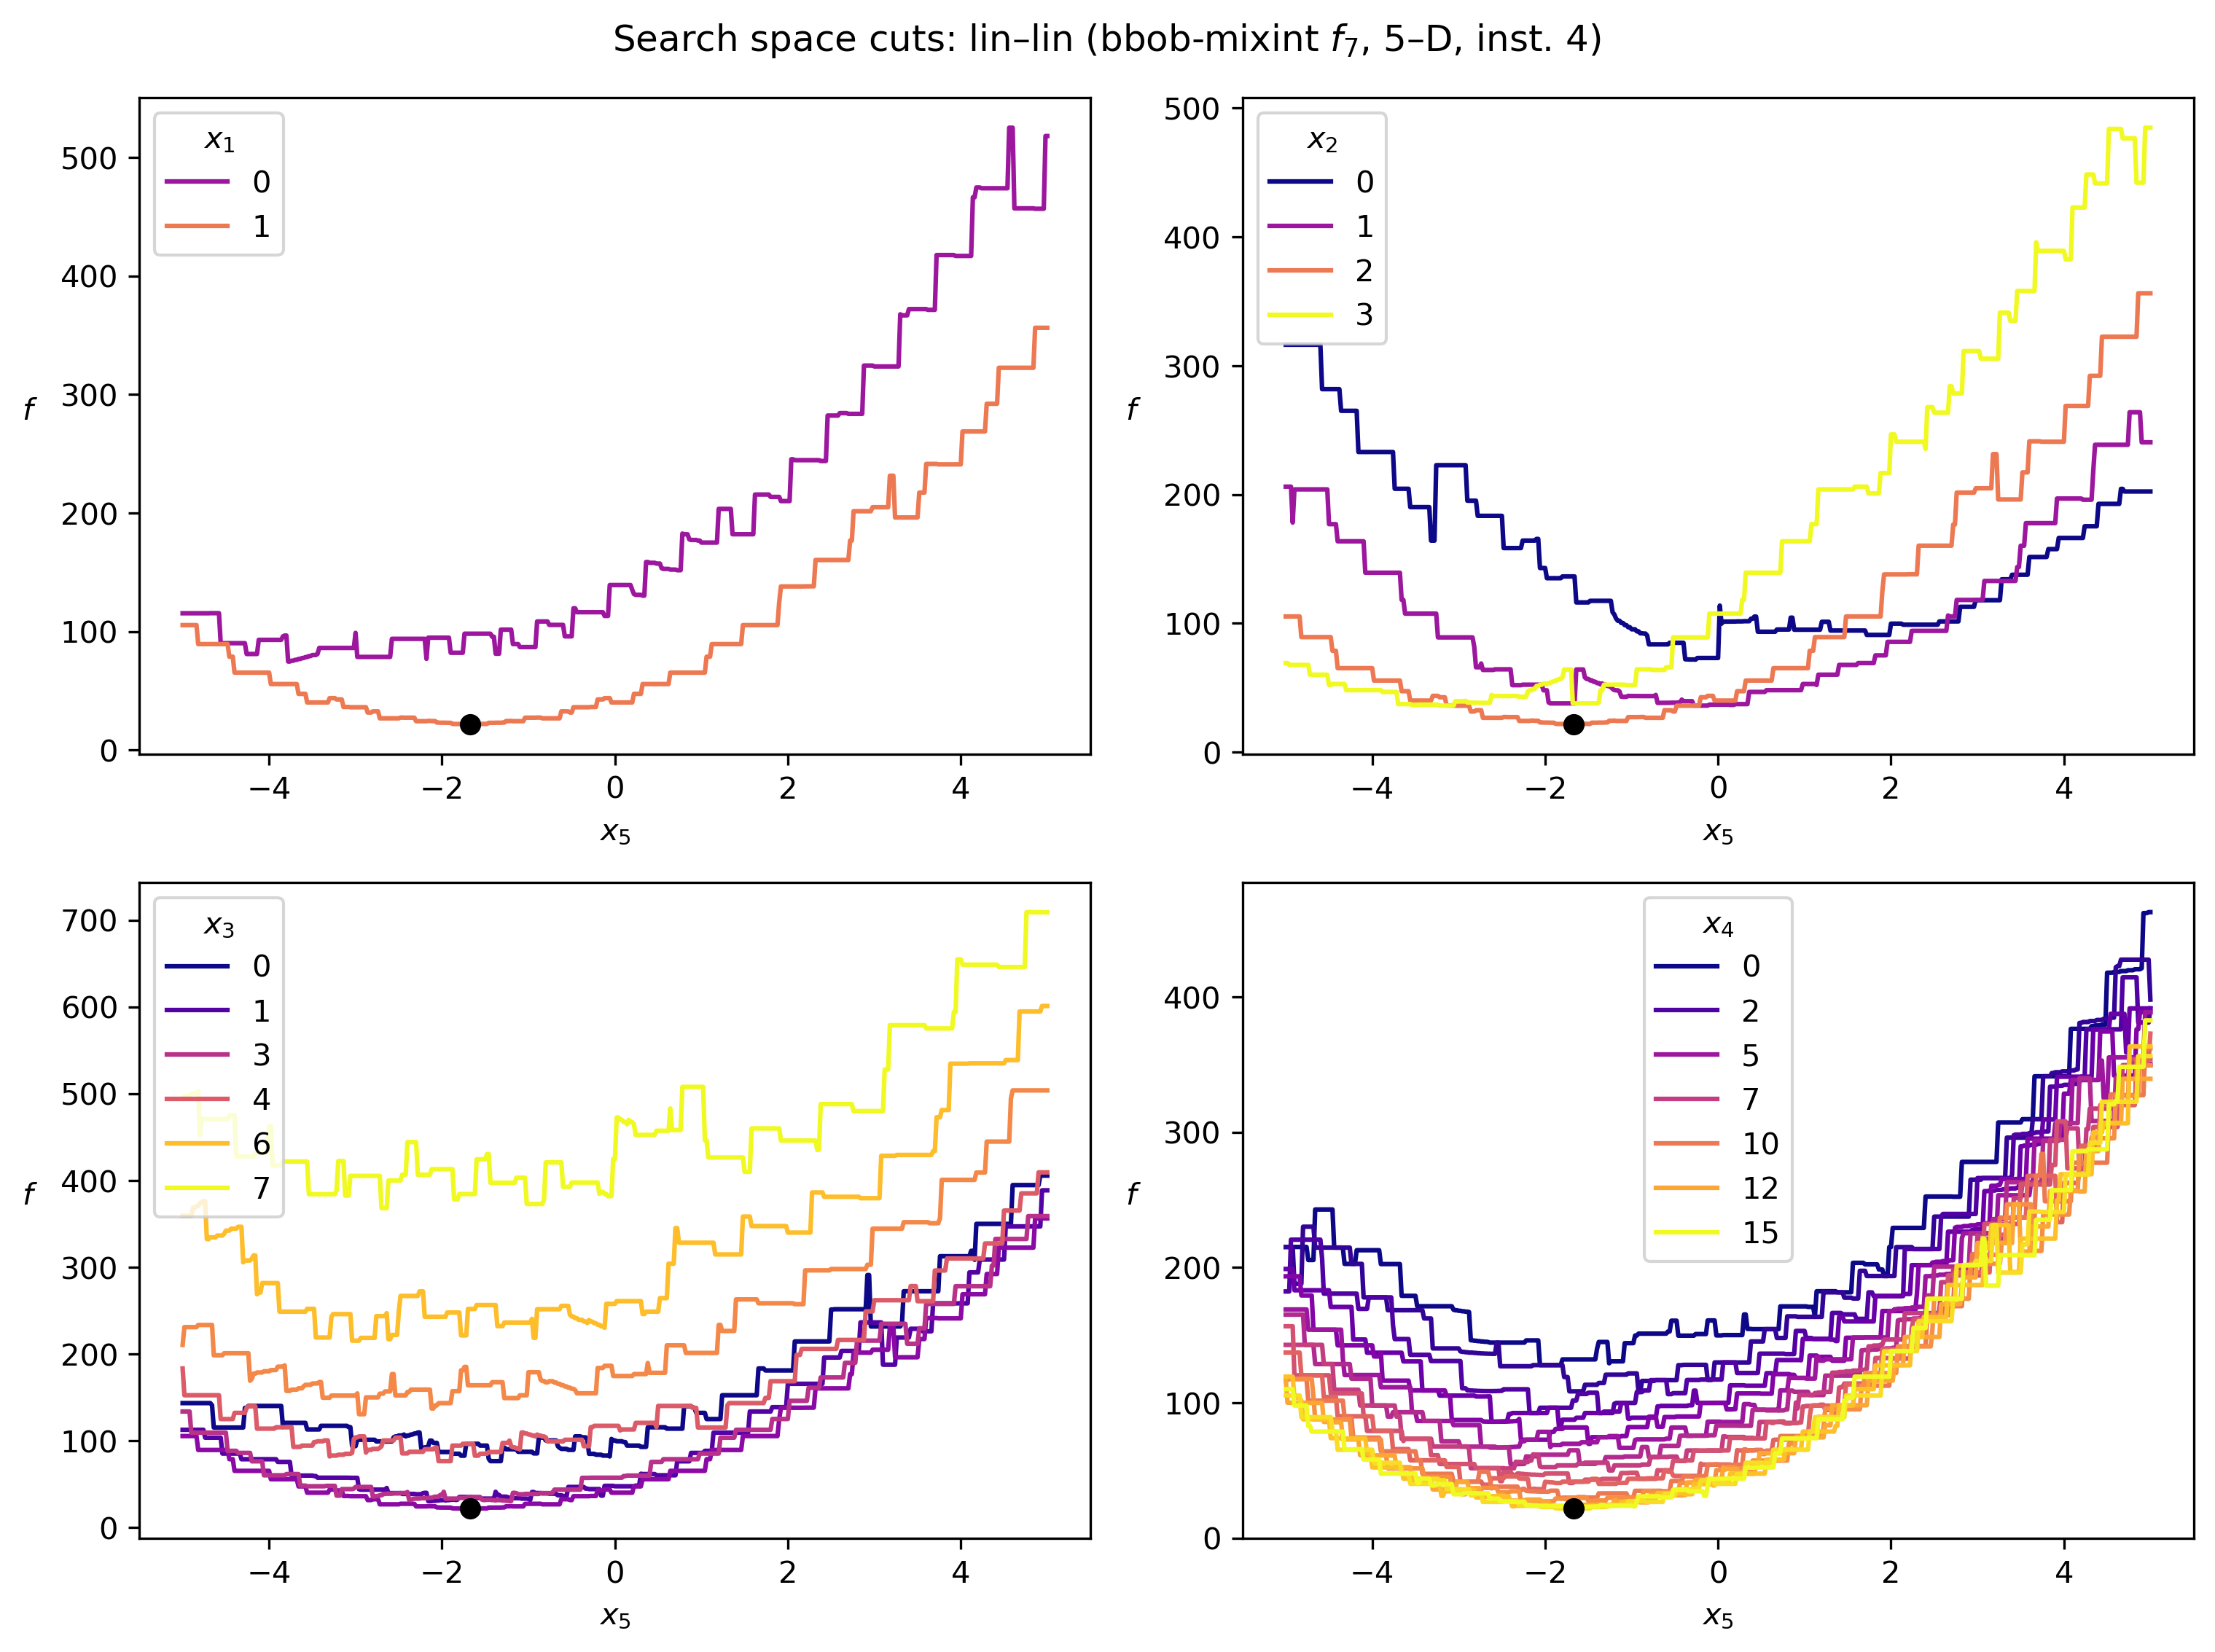 Search space cuts: lin–lin (bbob-mixint f₇, 5–D, inst. 4)
x₁
0
1
500
400
300
200
100
0
f
−4 −2 0 2 4
x₅
x₂
0
1
2
3
500
400
300
200
100
0
f
−4 −2 0 2 4
x₅
x₃
0
1
3
4
6
7
700
600
500
400
300
200
100
0
f
−4 −2 0 2 4
x₅
x₄
0
2
5
7
10
12
15
400
300
200
100
0
f
−4 −2 0 2 4
x₅